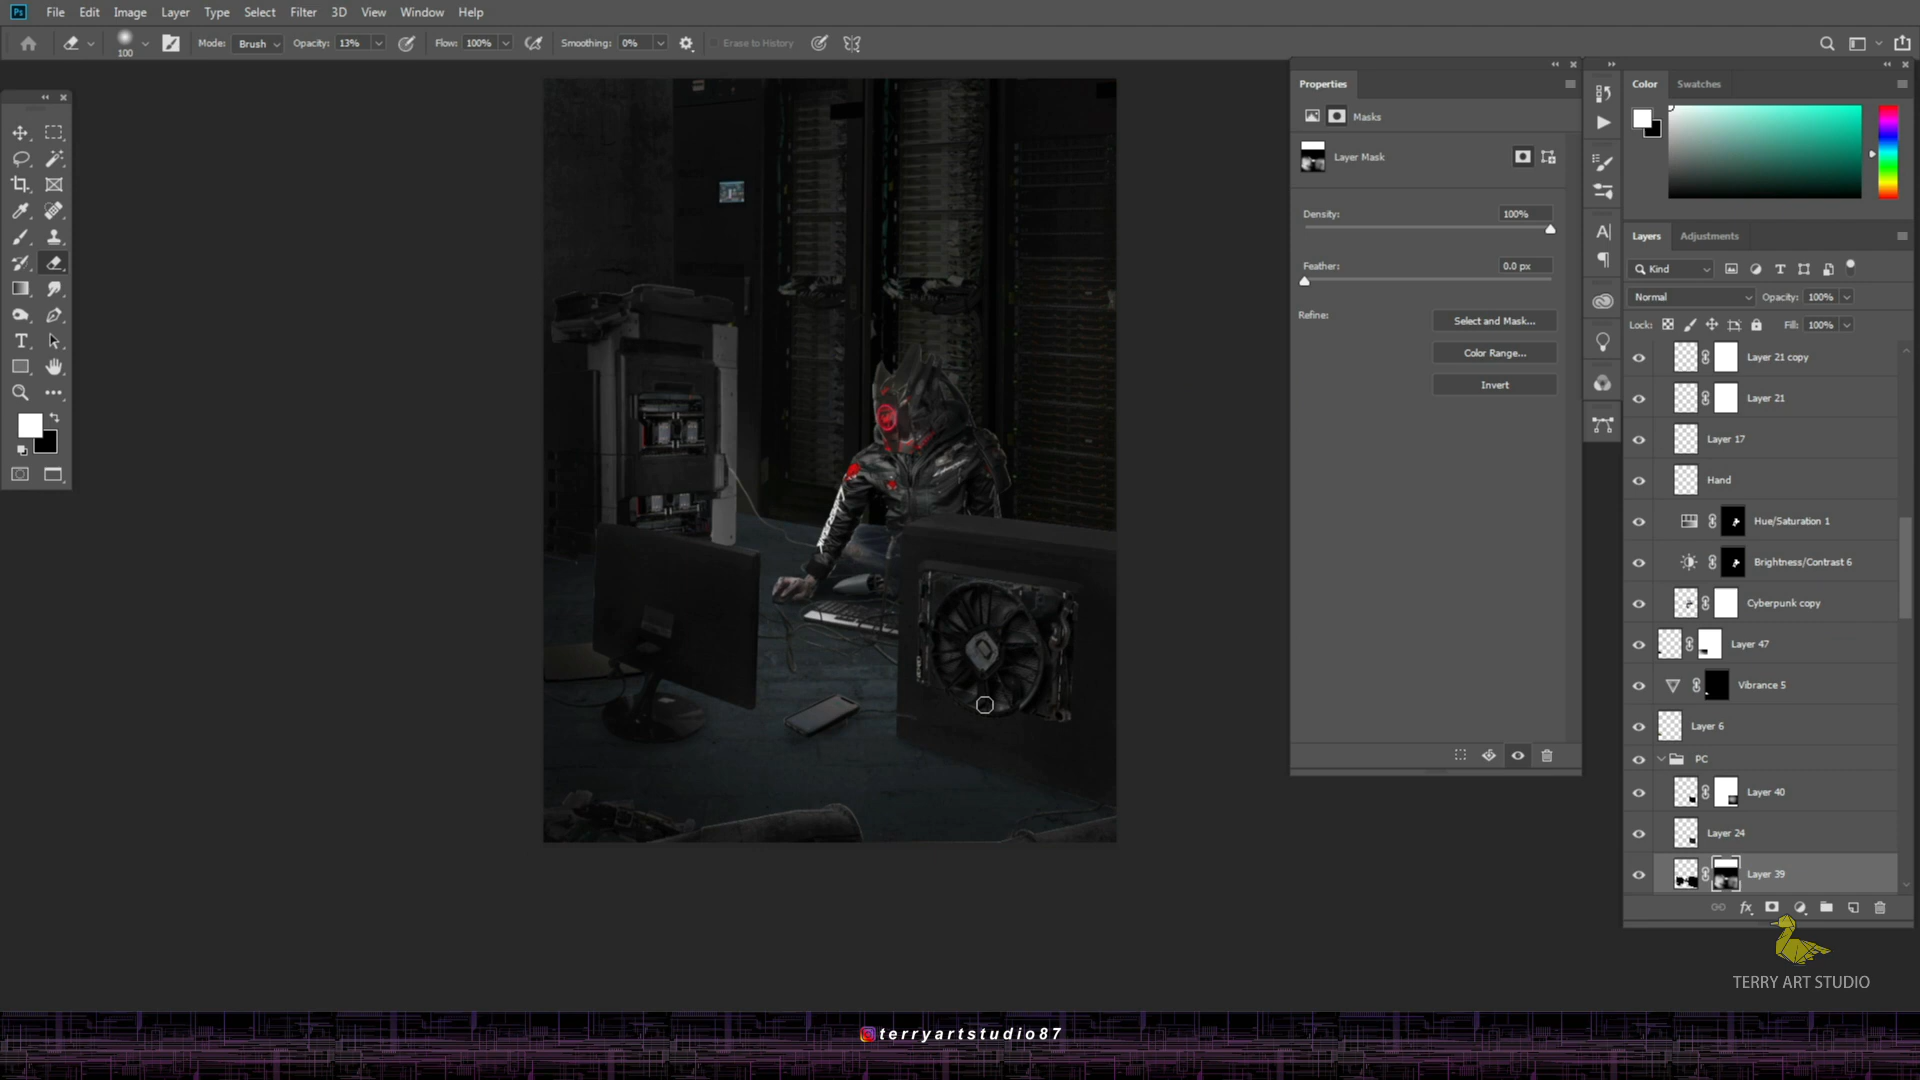 Ps File Edit Image Layer Type Select Filter 3D View Window Help
100 Mode: Brush Opacity: 13% Flow: 100% Smoothing: 0% Erase to History
Properties
Masks
Layer Mask
Density: 100%
Feather: 0.0 px
Refine:
Select and Mask...
Color Range...
Invert
Color Swatches
Layers Adjustments
Kind
Normal Opacity: 100%
Lock: Fill: 100%
Layer 21 copy
Layer 21
Layer 17
Hand
Hue/Saturation 1
Brightness/Contrast 6
Cyberpunk copy
Layer 47
Vibrance 5
Layer 6
PC
Layer 40
Layer 24
Layer 39
fx
TERRY ART STUDIO
terryartstudio87